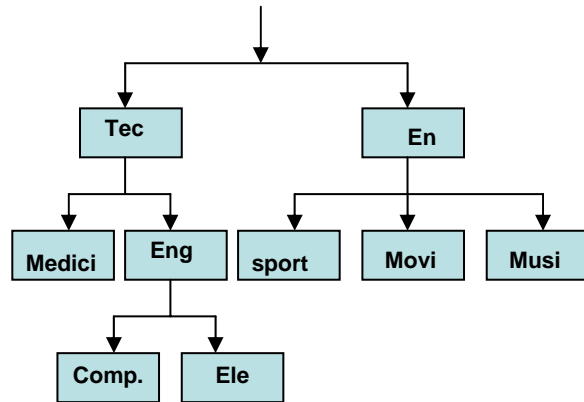 Tec
En
Medici
Eng
sport
Movi
Musi
Comp.
Ele